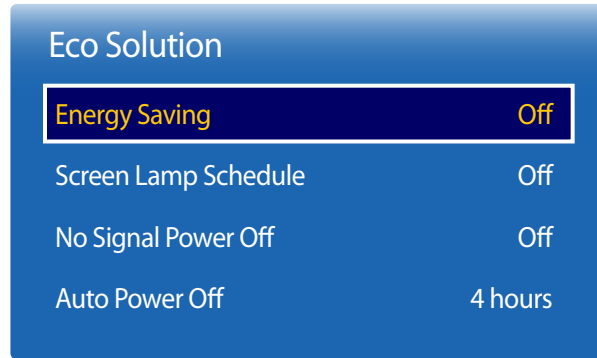 Eco Solution
Energy Saving Off
Screen Lamp Schedule Off
No Signal Power Off Off
Auto Power Off 4 hours